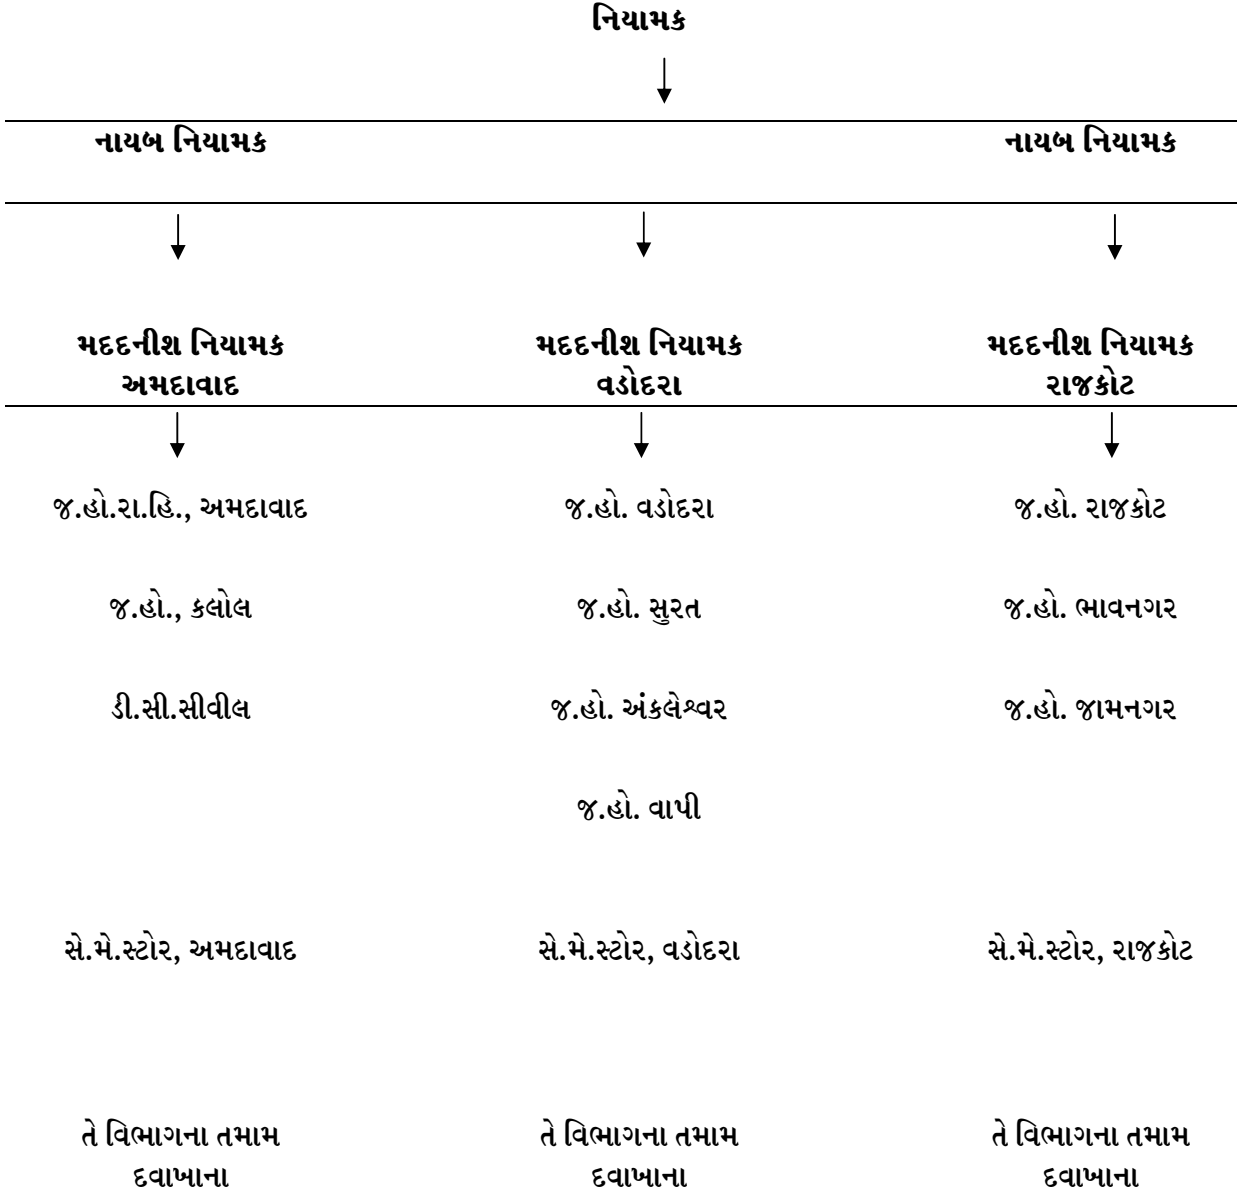 નિયામક
નાયબ નિયામક નાયબ નિયામક
મદદનીશ નિયામક મદદનીશ નિયામક મદદનીશ નિયામક
અમદાવાદ વડોદરા રાજકોટ
જ.હો.રા.હિ., અમદાવાદ જ.હો. વડોદરા જ.હો. રાજકોટ
જ.હો., કલોલ જ.હો. સુરત જ.હો. ભાવનગર
ડી.સી.સીવીલ જ.હો. અંકલેશ્વર જ.હો. જામનગર
જ.હો. વાપી
સે.મે.સ્ટોર, અમદાવાદ સે.મે.સ્ટોર, વડોદરા સે.મે.સ્ટોર, રાજકોટ
તે વિભાગના તમામ તે વિભાગના તમામ તે વિભાગના તમામ
દવાખાના દવાખાના દવાખાના